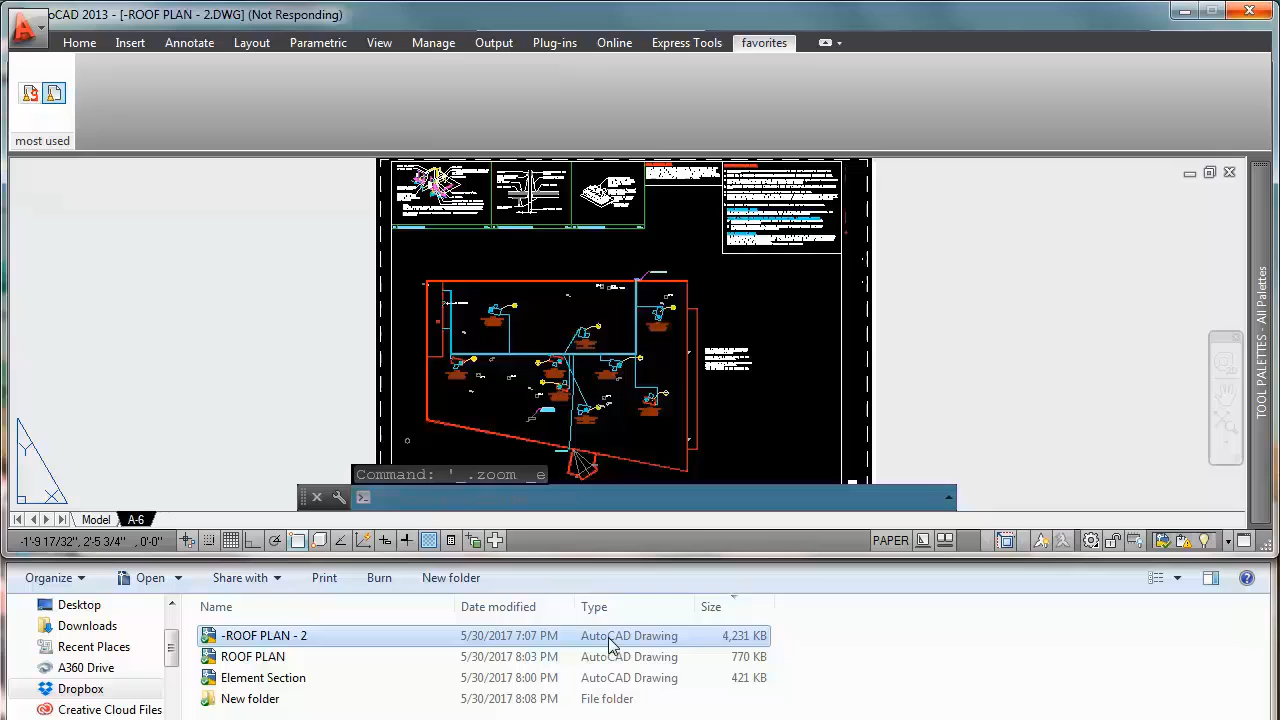 oCAD 2013 - [-ROOF PLAN - 2.DWG] (Not Responding)
Home Insert Annotate Layout Parametric View Manage Output Plug-ins Online Express Tools favorites
most used
TOOL PALETTES - All Palettes
Y
X
Command: '_.zoom _e
Model A-6
-1'-9 17/32", 2'-5 3/4" ,0'-0" PAPER
Organize Open Share with Print Burn New folder
Name Date modified Type Size
Desktop
Downloads
Recent Places
A360 Drive
Dropbox
Creative Cloud Files
-ROOF PLAN - 2 5/30/2017 7:07 PM AutoCAD Drawing 4,231 KB
ROOF PLAN 5/30/2017 8:03 PM AutoCAD Drawing 770 KB
Element Section 5/30/2017 8:00 PM AutoCAD Drawing 421 KB
New folder 5/30/2017 8:08 PM File folder